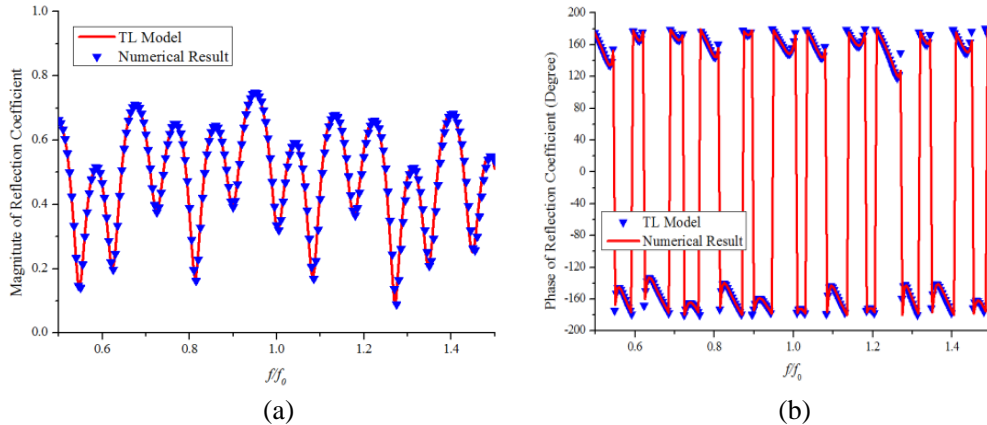 1.0
0.8
0.6
0.4
0.2
0.0
0.6 0.8 1.0 1.2 1.4
Magnitute of Reflection Coefficient
TL Model
Numerical Result
f/f0
(a)
200
160
120
80
40
0
-40
-80
-120
-160
-200
0.6 0.8 1.0 1.2 1.4
Phase of Reflection Coefficient (Degree)
TL Model
Numerical Result
f/f0
(b)